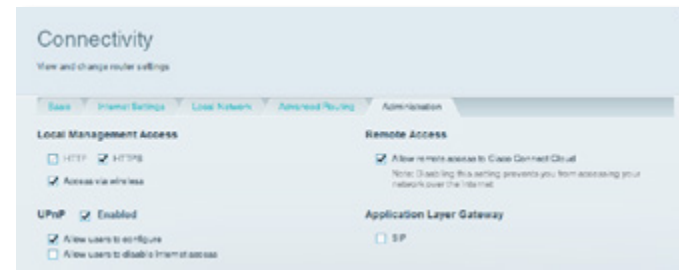 Connectivity
View and change router settings
Basic Internet Settings Local Network Advanced Routing Administration
Local Management Access
HTTP HTTPS
Access via wireless
UPnP Enabled
Allow users to configure
Allow users to disable Internet access
Remote Access
Allow remote access to Cisco Connect Cloud
Note: Disabling this setting prevents you from accessing your
network over the Internet
Application Layer Gateway
SIP